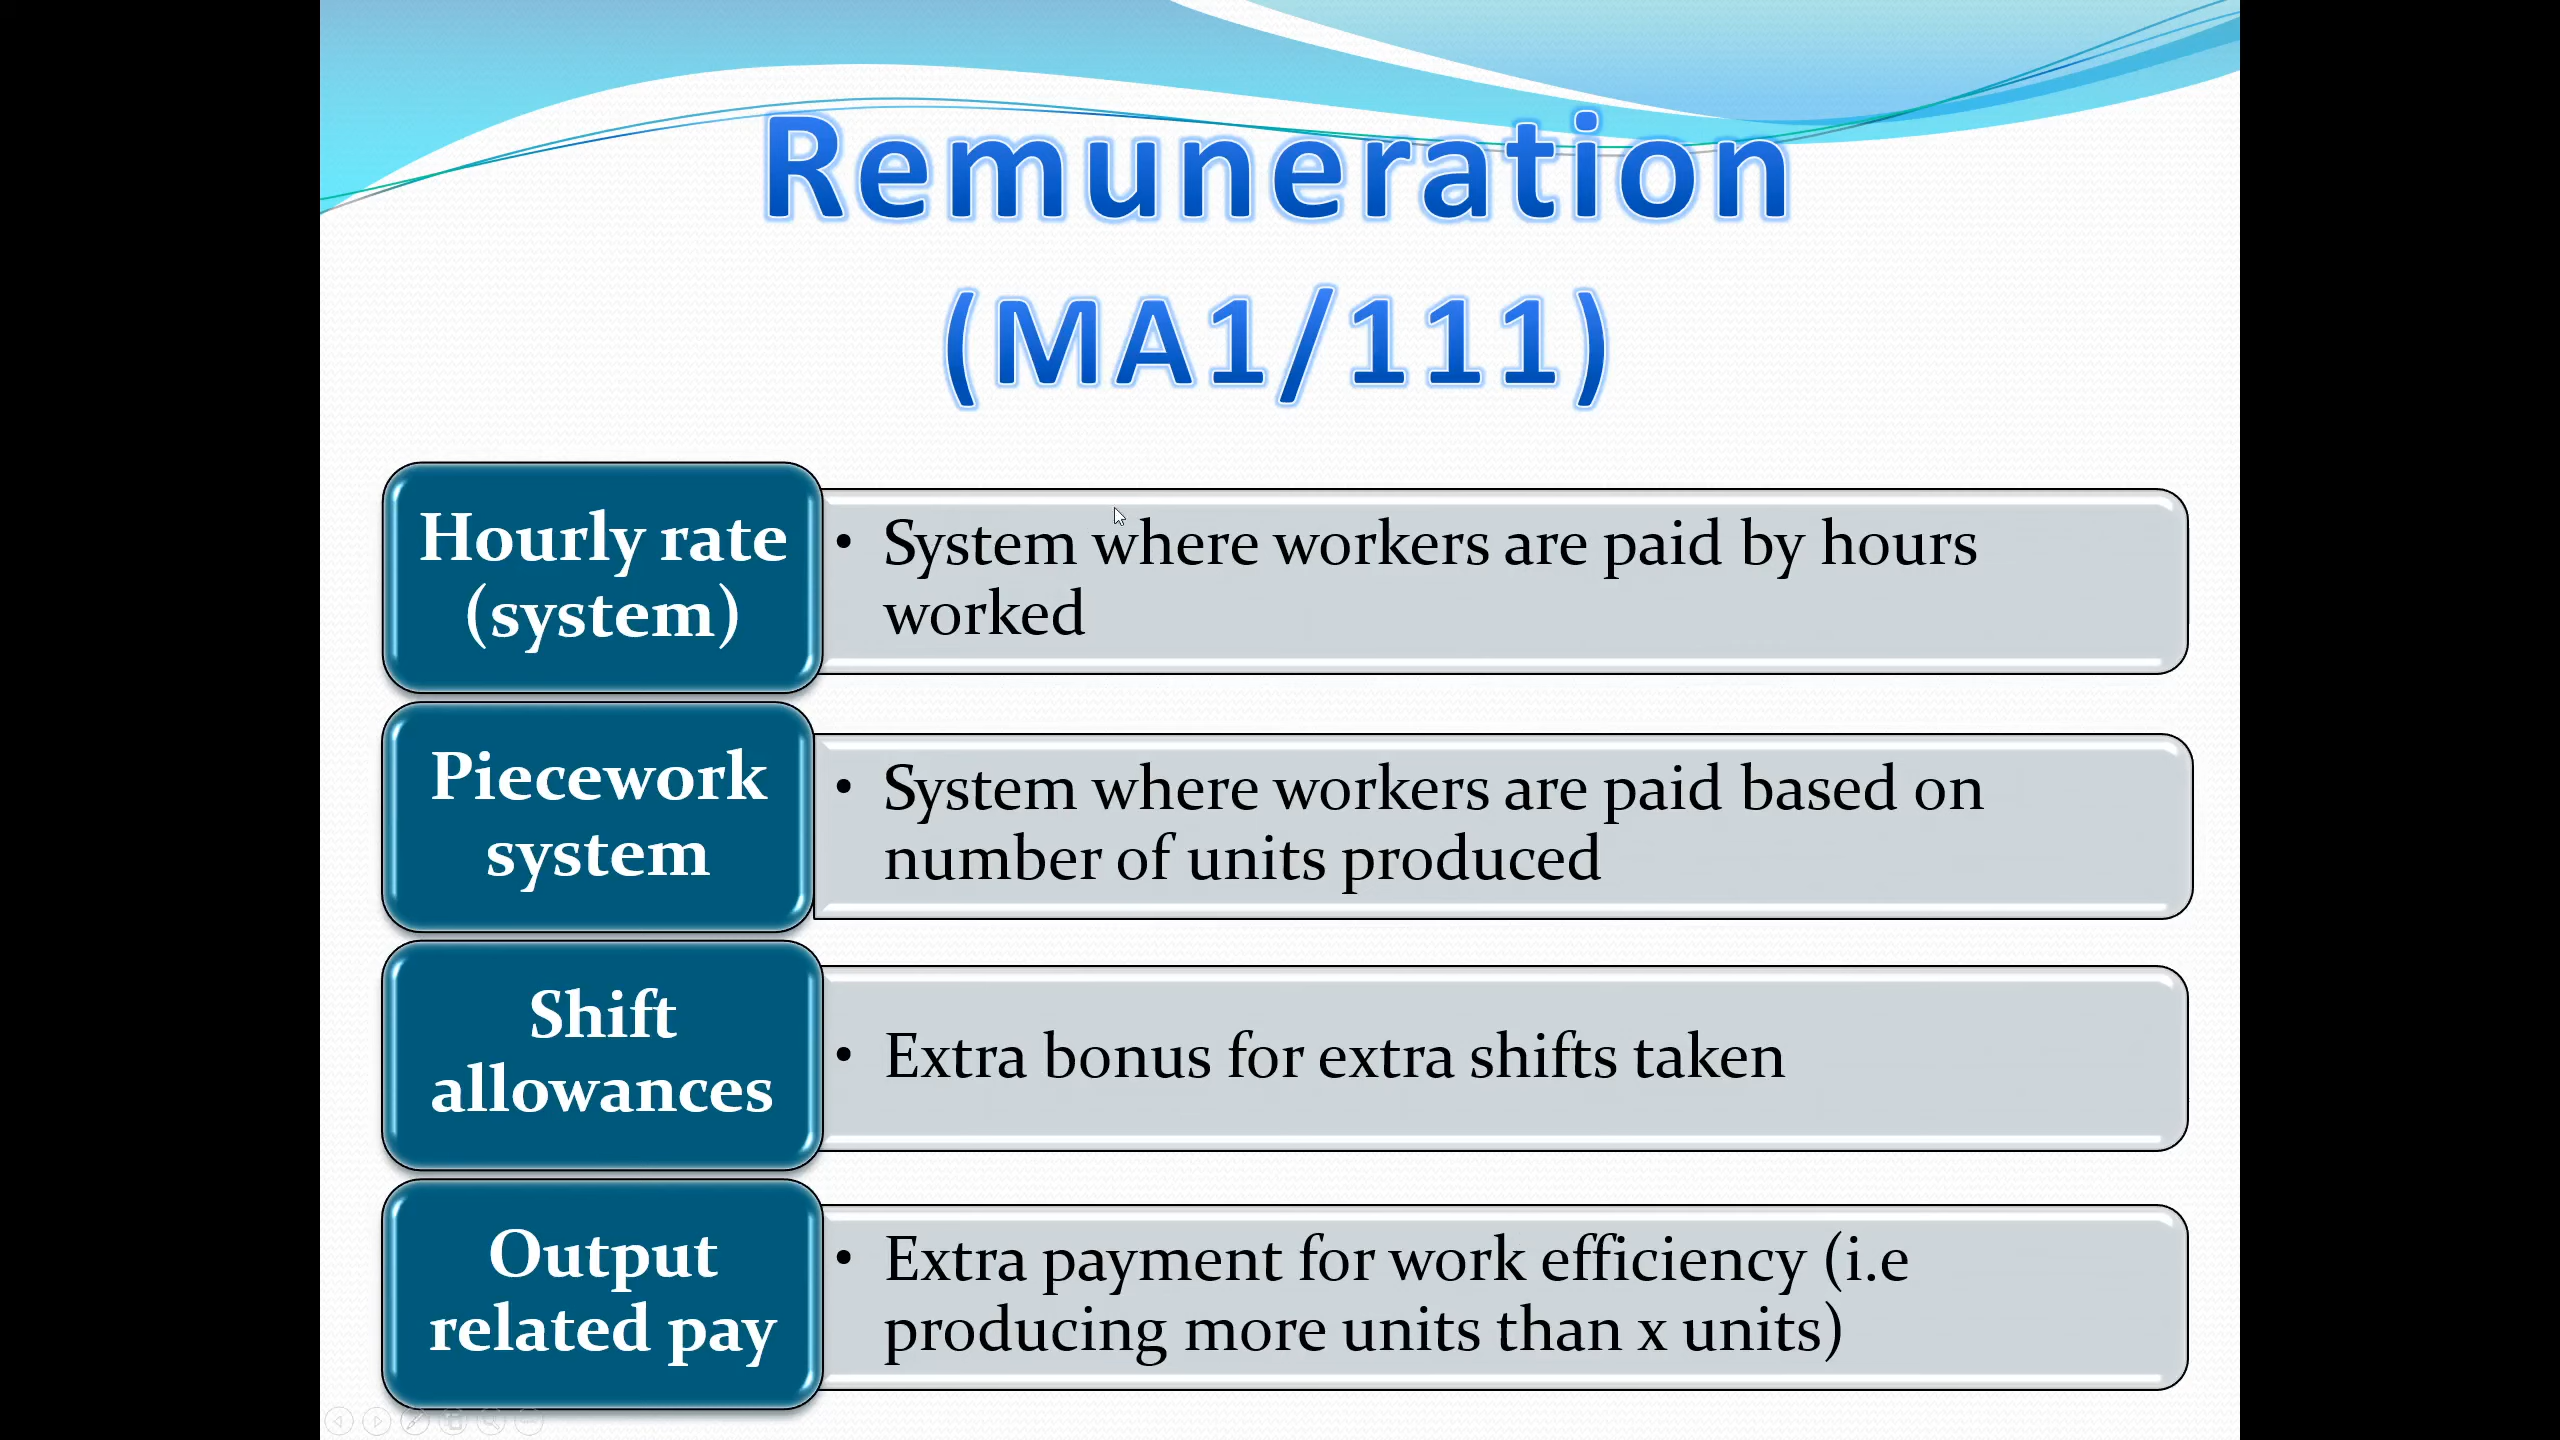 Remuneration
(MA1/111)
Hourly rate
(system)
• System where workers are paid by hours
worked
Piecework
system
• System where workers are paid based on
number of units produced
Shift
allowances
• Extra bonus for extra shifts taken
Output
related pay
• Extra payment for work efficiency (i.e
producing more units than x units)